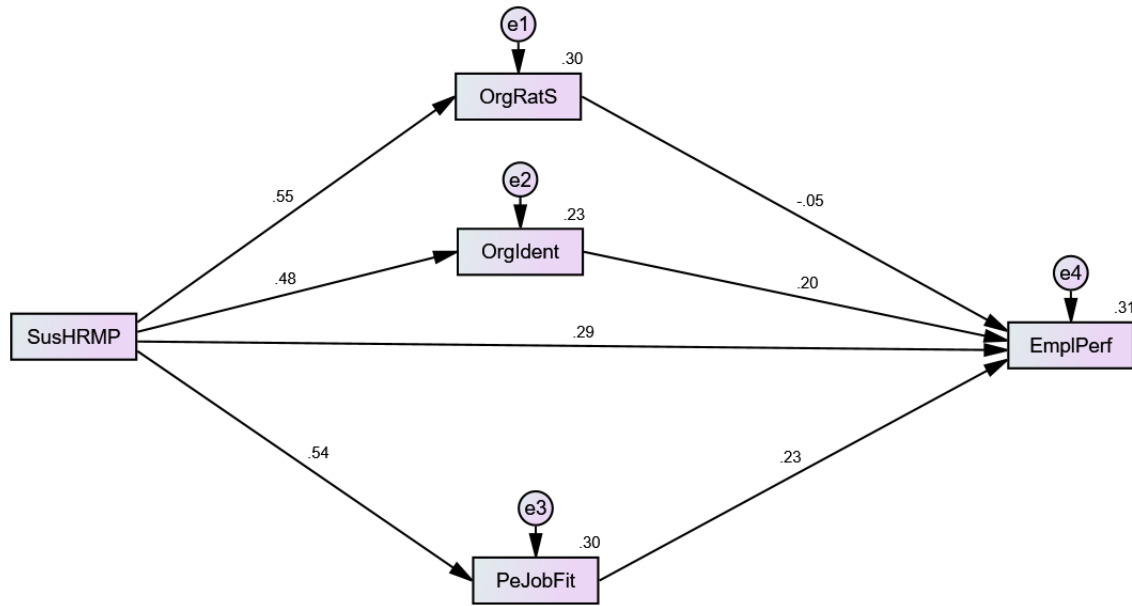 e1
.30
OrgRatS
e2
.55
-.05
.23
OrgIdent
.48
.20
e4
.31
SusHRMP
.29
EmplPerf
.54
.23
e3
.30
PeJobFit